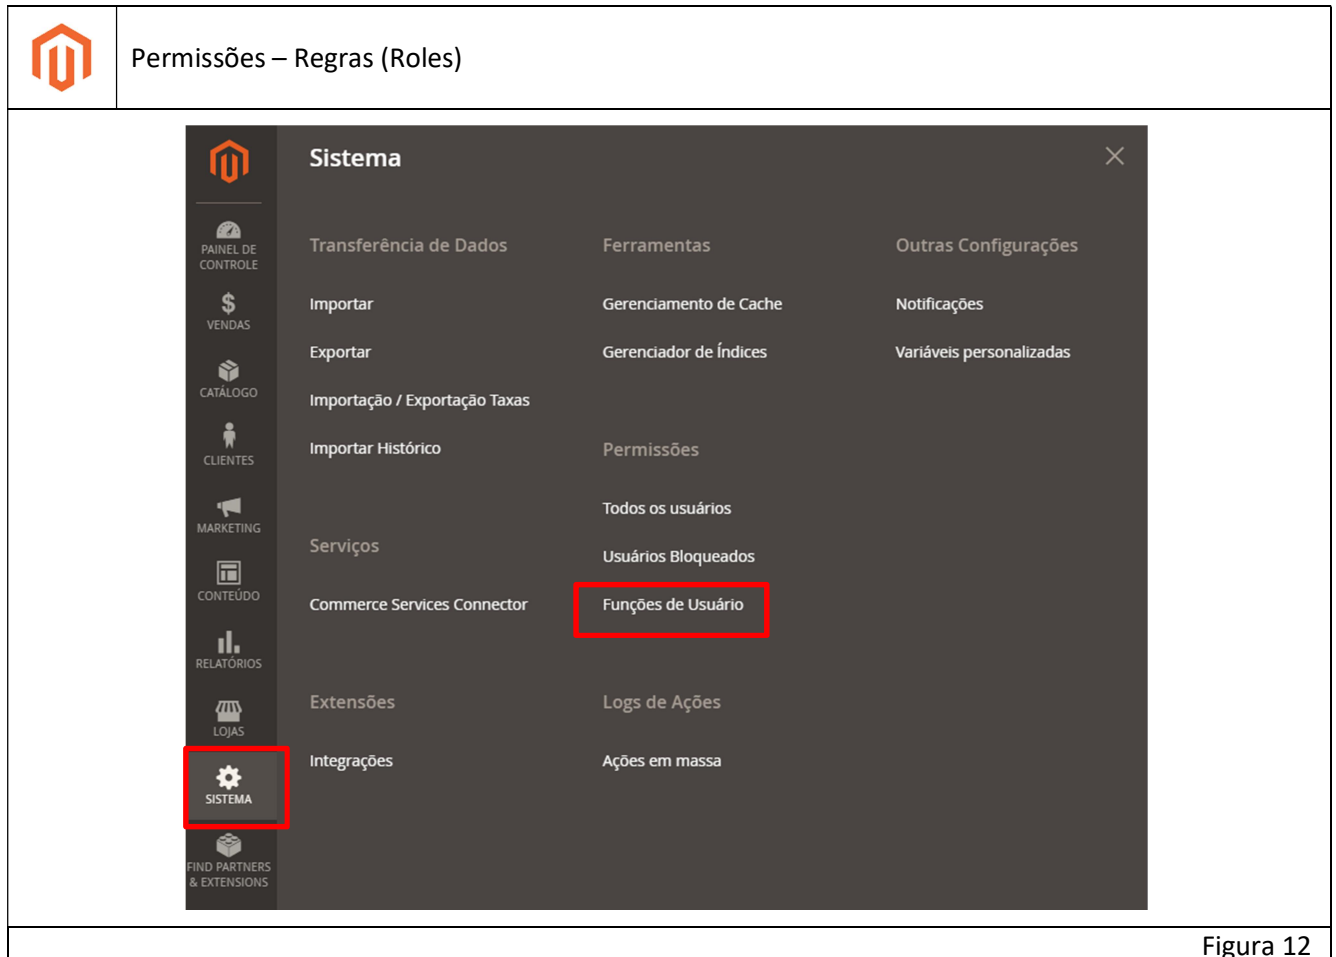 Permissões – Regras (Roles)
Sistema
PAINEL DE
CONTROLE
VENDAS
CATÁLOGO
CLIENTES
MARKETING
CONTEÚDO
RELATÓRIOS
LOJAS
SISTEMA
FIND PARTNERS
& EXTENSIONS
Transferência de Dados
Importar
Exportar
Importação / Exportação Taxas
Importar Histórico
Serviços
Commerce Services Connector
Extensões
Integrações
Ferramentas
Gerenciamento de Cache
Gerenciador de Índices
Permissões
Todos os usuários
Usuários Bloqueados
Funções de Usuário
Logs de Ações
Ações em massa
Outras Configurações
Notificações
Variáveis personalizadas
Figura 12